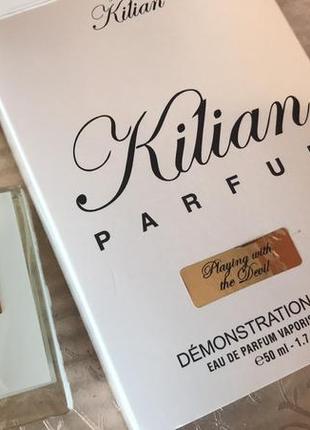 Kilian
Kilian
PARFU
Playing with
the Devil
DÉMONSTRATION
EAU DE PARFUM VAPORIS
℮50 ml - 1.7